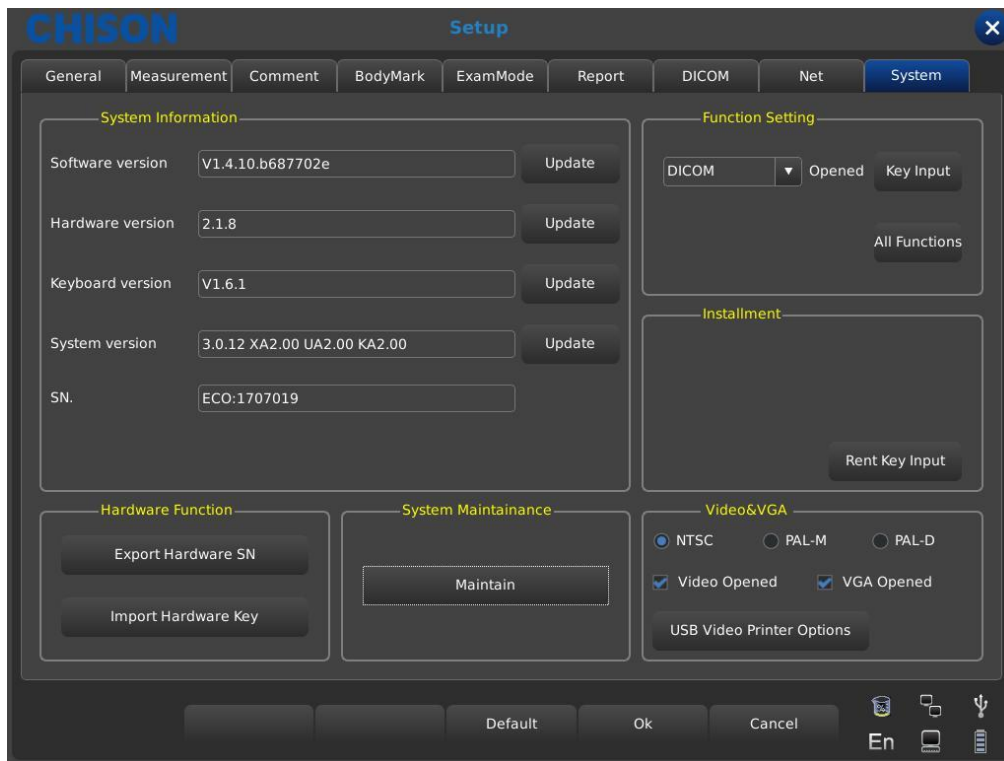 CHISON
Setup
General Measurement Comment BodyMark ExamMode Report DICOM Net System
System Information
Software version V1.4.10.b687702e Update
Hardware version 2.1.8 Update
Keyboard version V1.6.1 Update
System version 3.0.12 XA2.00 UA2.00 KA2.00 Update
SN. ECO:1707019
Function Setting
DICOM Opened Key Input
All Functions
Installment
Rent Key Input
Hardware Function
Export Hardware SN
Import Hardware Key
System Maintainance
Maintain
Video&VGA
NTSC PAL-M PAL-D
Video Opened VGA Opened
USB Video Printer Options
Default Ok Cancel
En